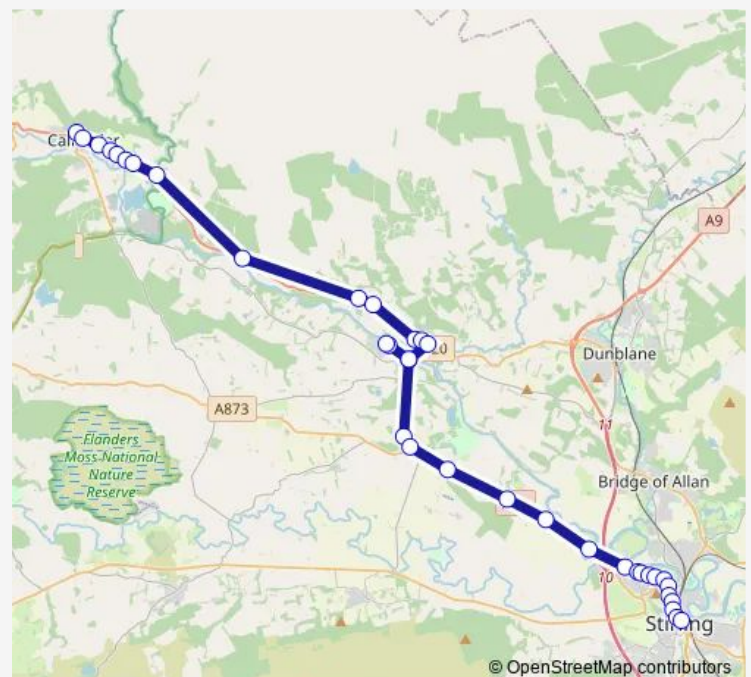 A9
Dunblane
A873
11
Flanders
Moss National
Nature
Reserve
Bridge of Allan
10
© OpenStreetMap contributors